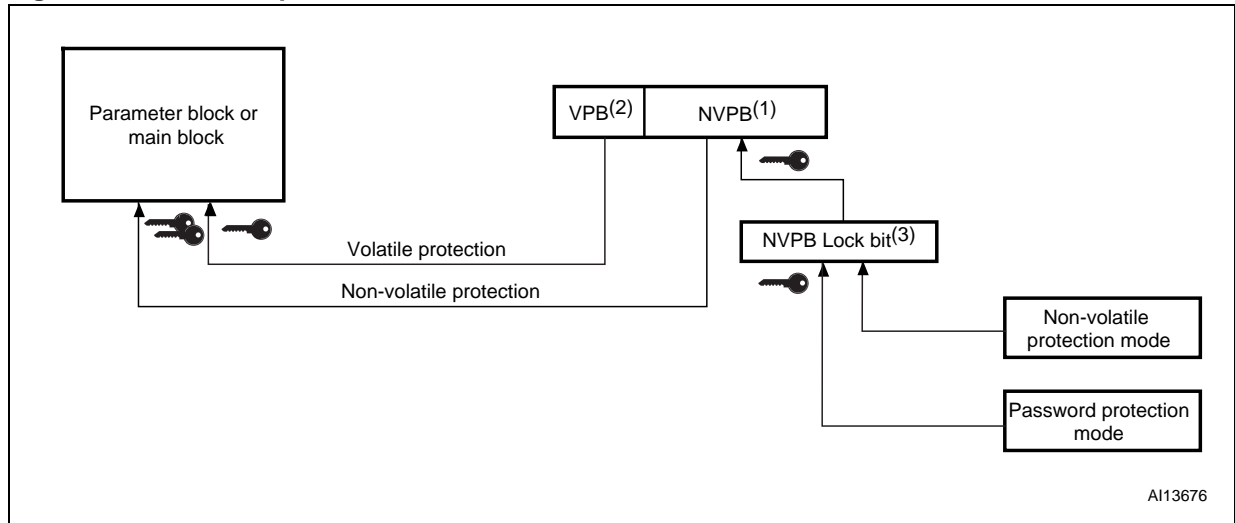 Parameter block or
main block
VPB(2)
NVPB(1)
NVPB Lock bit(3)
Volatile protection
Non-volatile protection
Non-volatile
protection mode
Password protection
mode
AI13676